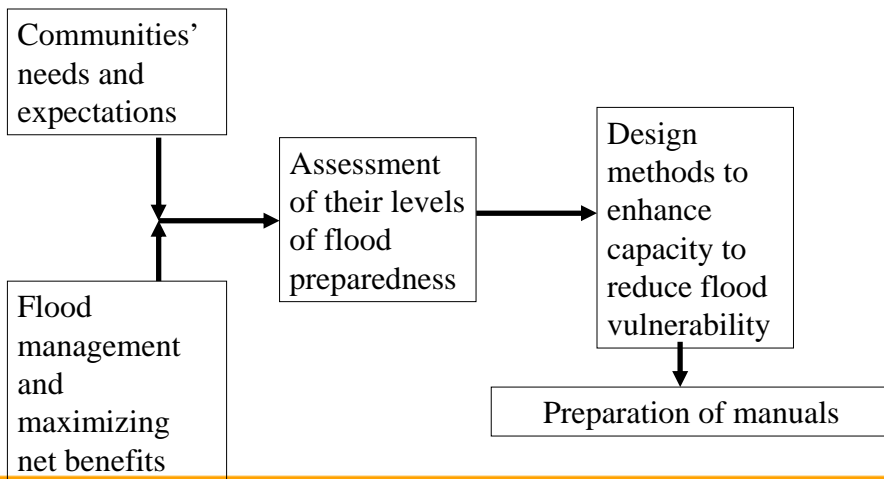 Communities’
needs and
expectations
Assessment
of their levels
of flood
preparedness
Design
methods to
enhance
capacity to
reduce flood
vulnerability
Flood
management
and
maximizing
net benefits
Preparation of manuals